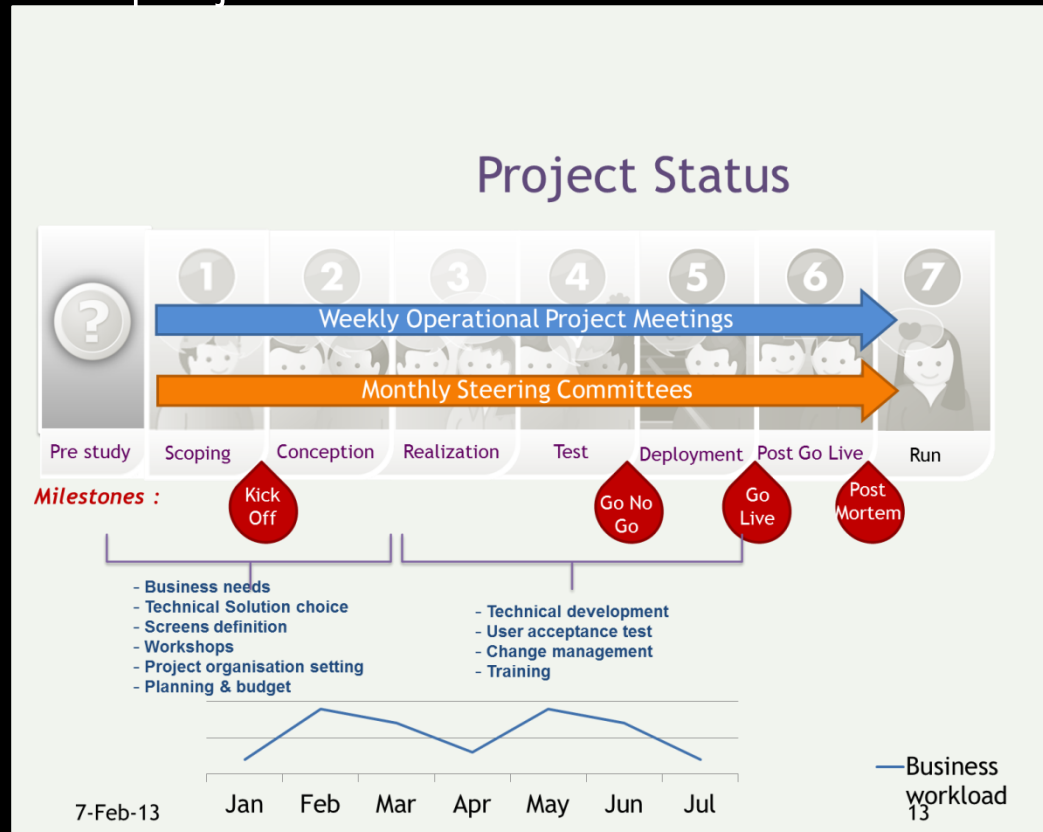 Project Status
?
1 2 3 4 5 6 7
Weekly Operational Project Meetings
Monthly Steering Committees
Pre study Scoping Conception Realization Test Deployment Post Go Live Run
Milestones :
Kick
Off
Go No
Go
Go
Live
Post
Mortem
- Business needs
- Technical Solution choice
- Screens definition
- Workshops
- Project organisation setting
- Planning & budget
- Technical development
- User acceptance test
- Change management
- Training
Business
workload
Jan Feb Mar Apr May Jun Jul
7-Feb-13
13